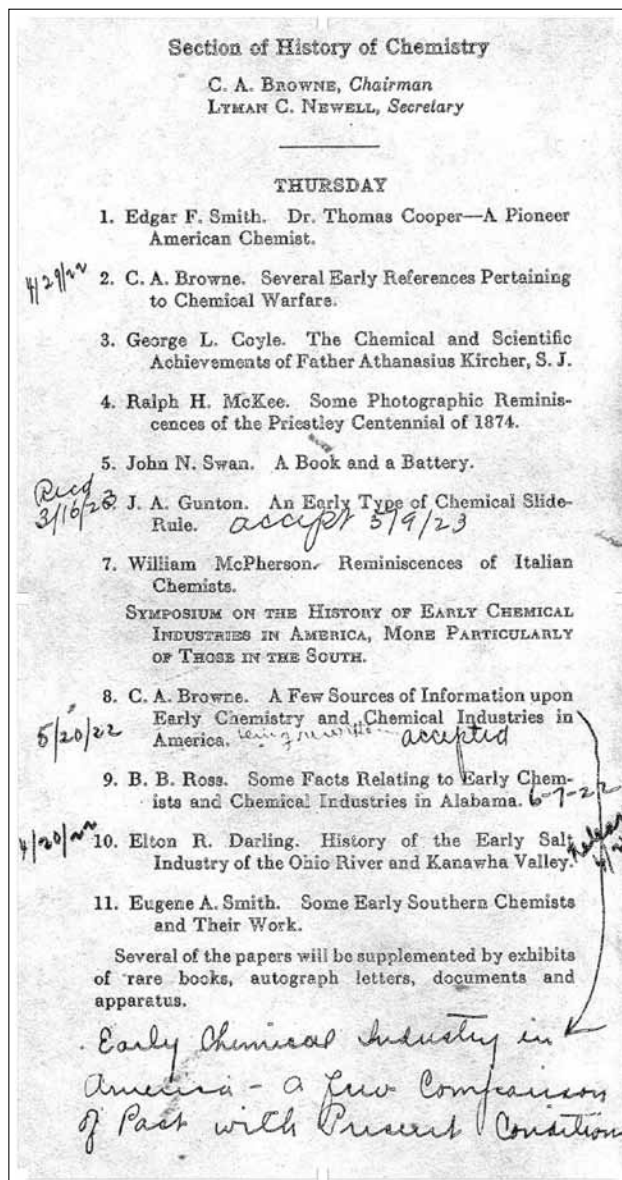 Section of History of Chemistry
C. A. BROWNE, Chairman
LYMAN C. NEWELL, Secretary
THURSDAY
1. Edgar F. Smith. Dr. Thomas Cooper—A Pioneer
American Chemist.
4/29/22 2. C. A. Browne. Several Early References Pertaining
to Chemical Warfare.
3. George L. Coyle. The Chemical and Scientific
Achievements of Father Athanasius Kircher, S. J.
4. Ralph H. McKee. Some Photographic Reminis-
cences of the Priestley Centennial of 1874.
5. John N. Swan. A Book and a Battery.
Recd
3/16/23 J. A. Gunton. An Early Type of Chemical Slide-
Rule. accept 5/9/23
7. William McPherson. Reminiscences of Italian
Chemists.
SYMPOSIUM ON THE HISTORY OF EARLY CHEMICAL
INDUSTRIES IN AMERICA, MORE PARTICULARLY
OF THOSE IN THE SOUTH.
8. C. A. Browne. A Few Sources of Information upon
5/20/22 Early Chemistry and Chemical Industries in
America. being rewritten accepted
9. B. B. Ross. Some Facts Relating to Early Chem-
ists and Chemical Industries in Alabama. 6-7-22
4/20/22 10. Elton R. Darling. History of the Early Salt
Industry of the Ohio River and Kanawha Valley.
11. Eugene A. Smith. Some Early Southern Chemists
and Their Work.
Several of the papers will be supplemented by exhibits
of rare books, autograph letters, documents and
apparatus.
Early Chemical Industry in
America - a few Comparison
of Past with Present Condition